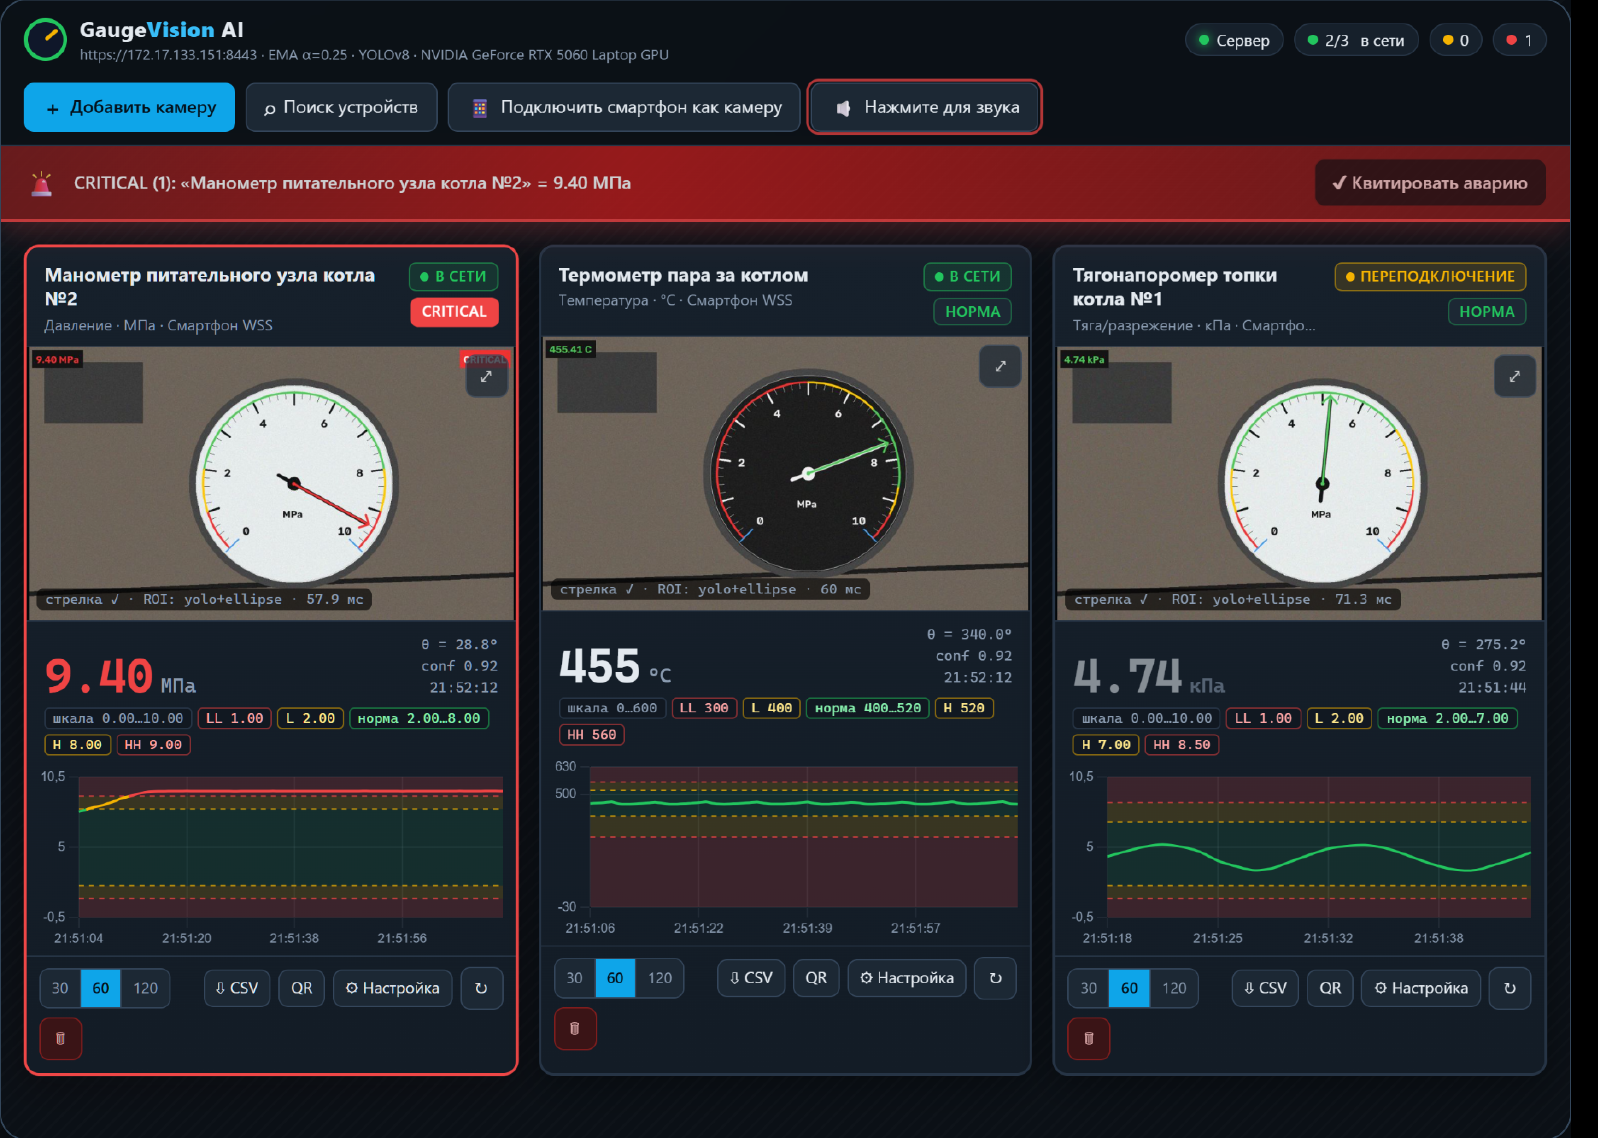 GaugeVision AI
https://172.17.133.151:8443 · EMA α=0.25 · YOLOv8 · NVIDIA GeForce RTX 5060 Laptop GPU
Сервер
2/3 в сети
0
1
+ Добавить камеру
Поиск устройств
Подключить смартфон как камеру
Нажмите для звука
CRITICAL (1): «Манометр питательного узла котла №2» = 9.40 МПа
✓ Квитировать аварию
Манометр питательного узла котла
№2
Давление · МПа · Смартфон WSS
В СЕТИ
CRITICAL
9.40 MPa
CRITICAL
0
2
4
6
8
10
MPa
стрелка ✓ · ROI: yolo+ellipse · 57.9 мс
9.40 МПа
θ = 28.8°
conf 0.92
21:52:12
шкала 0.00…10.00
LL 1.00
L 2.00
норма 2.00…8.00
H 8.00
HH 9.00
10,5
5
-0,5
21:51:04
21:51:20
21:51:38
21:51:56
30
60
120
⇩ CSV
QR
⚙ Настройка
↻
Термометр пара за котлом
Температура · °C · Смартфон WSS
В СЕТИ
НОРМА
455.41 C
0
2
4
6
8
10
MPa
стрелка ✓ · ROI: yolo+ellipse · 60 мс
455 °C
θ = 340.0°
conf 0.92
21:52:12
шкала 0…600
LL 300
L 400
норма 400…520
H 520
HH 560
630
500
-30
21:51:06
21:51:22
21:51:39
21:51:57
30
60
120
⇩ CSV
QR
⚙ Настройка
↻
Тягонапоромер топки
котла №1
Тяга/разрежение · кПа · Смартфо...
ПЕРЕПОДКЛЮЧЕНИЕ
НОРМА
4.74 kPa
0
2
4
6
8
10
MPa
стрелка ✓ · ROI: yolo+ellipse · 71.3 мс
4.74 кПа
θ = 275.2°
conf 0.92
21:51:44
шкала 0.00…10.00
LL 1.00
L 2.00
норма 2.00…7.00
H 7.00
HH 8.50
10,5
5
-0,5
21:51:18
21:51:25
21:51:32
21:51:38
30
60
120
⇩ CSV
QR
⚙ Настройка
↻